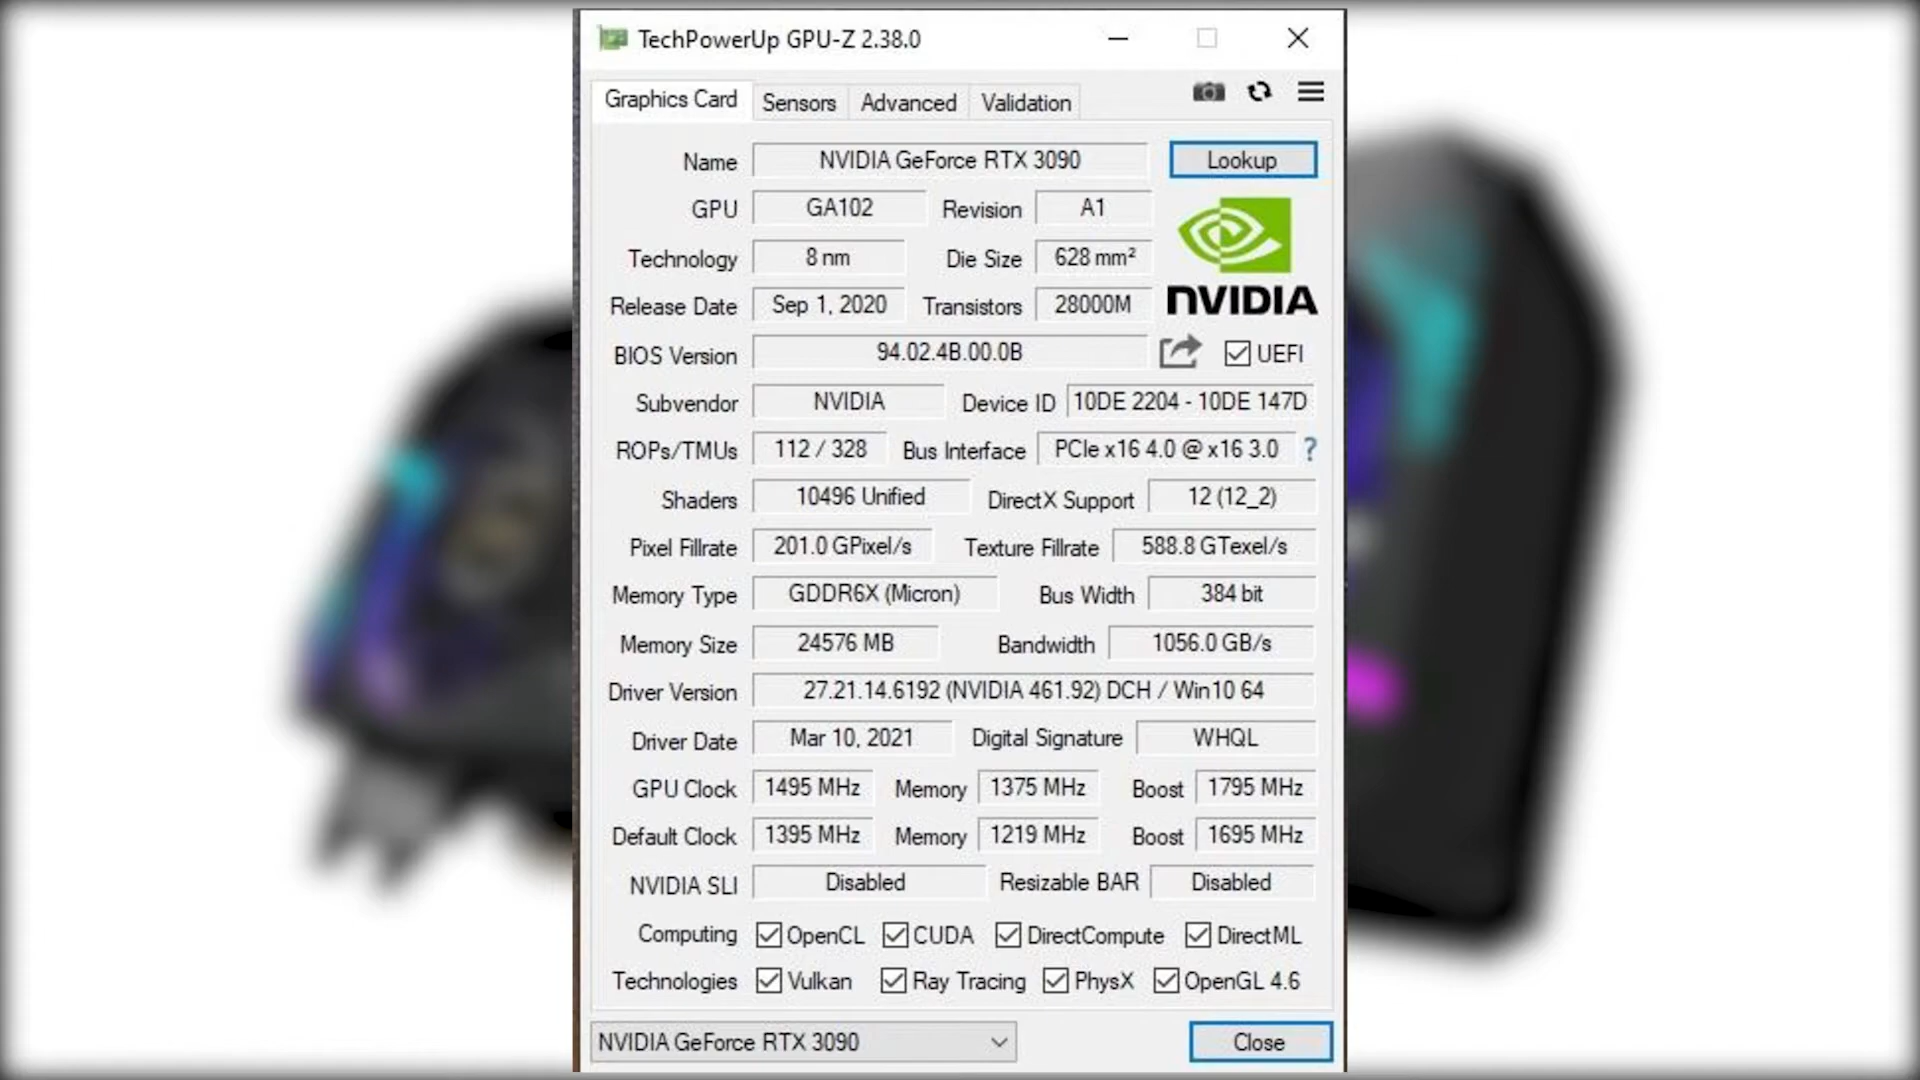 TechPowerUp GPU-Z 2.38.0
Graphics Card Sensors Advanced Validation
Name NVIDIA GeForce RTX 3090 Lookup
GPU GA102 Revision A1
Technology 8 nm Die Size 628 mm²
Release Date Sep 1, 2020 Transistors 28000M
NVIDIA
BIOS Version 94.02.4B.00.0B UEFI
Subvendor NVIDIA Device ID 10DE 2204 - 10DE 147D
ROPs/TMUs 112 / 328 Bus Interface PCIe x16 4.0 @ x16 3.0 ?
Shaders 10496 Unified DirectX Support 12 (12_2)
Pixel Fillrate 201.0 GPixel/s Texture Fillrate 588.8 GTexel/s
Memory Type GDDR6X (Micron) Bus Width 384 bit
Memory Size 24576 MB Bandwidth 1056.0 GB/s
Driver Version 27.21.14.6192 (NVIDIA 461.92) DCH / Win10 64
Driver Date Mar 10, 2021 Digital Signature WHQL
GPU Clock 1495 MHz Memory 1375 MHz Boost 1795 MHz
Default Clock 1395 MHz Memory 1219 MHz Boost 1695 MHz
NVIDIA SLI Disabled Resizable BAR Disabled
Computing OpenCL CUDA DirectCompute DirectML
Technologies Vulkan Ray Tracing PhysX OpenGL 4.6
NVIDIA GeForce RTX 3090 Close